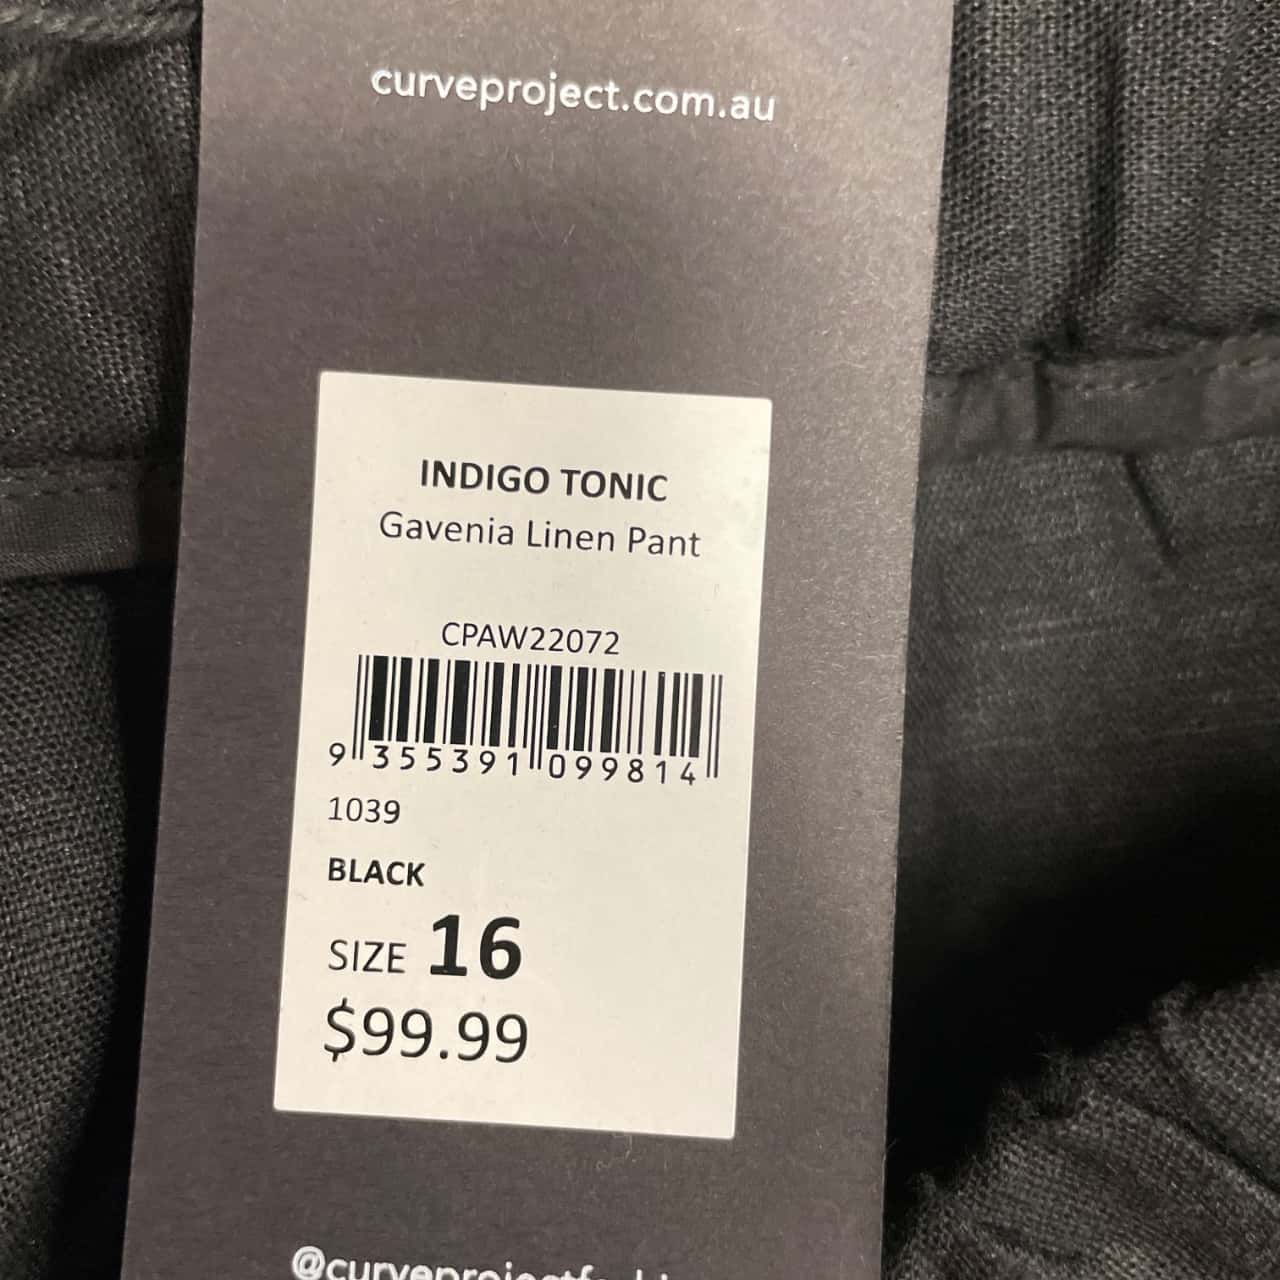 curveproject.com.au
INDIGO TONIC
Gavenia Linen Pant
CPAW22072
9 355391 099814
1039
BLACK
SIZE 16
$99.99